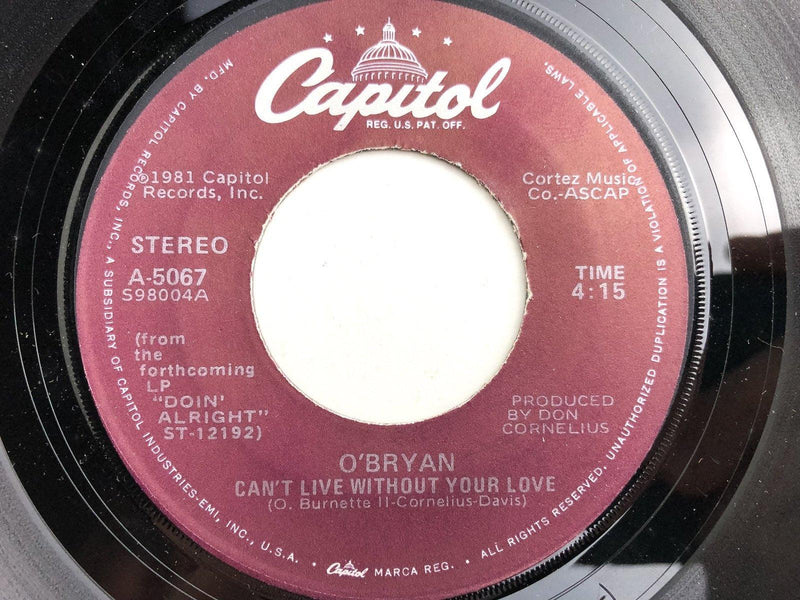 Capitol
REG. U.S. PAT. OFF.
℗1981 Capitol
Records, Inc.
Cortez Music
Co.-ASCAP
STEREO
A-5067
S98004A
TIME
4:15
(from
the
forthcoming
LP
"DOIN'
ALRIGHT"
ST-12192)
PRODUCED
BY DON
CORNELIUS
O'BRYAN
CAN'T LIVE WITHOUT YOUR LOVE
(O. Burnette II-Cornelius-Davis)
MFD. BY CAPITOL RECORDS, INC., A SUBSIDIARY OF CAPITOL INDUSTRIES-EMI, INC., U.S.A. • Capitol MARCA REG. • ALL RIGHTS RESERVED. UNAUTHORIZED DUPLICATION IS A VIOLATION OF APPLICABLE LAWS.